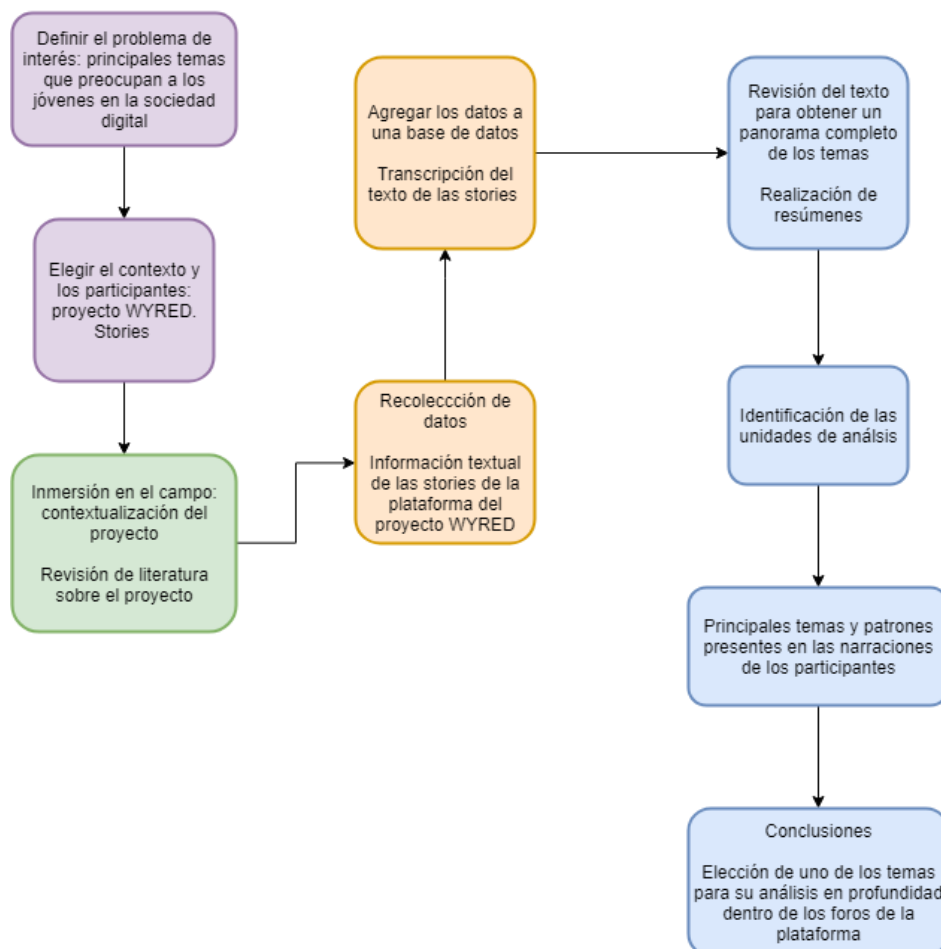 Definir el problema de
interés: principales temas
que preocupan a los
jóvenes en la sociedad
digital
Elegir el contexto y
los participantes:
proyecto WYRED.
Stories
Inmersión en el campo:
contextualización del
proyecto
Revisión de literatura
sobre el proyecto
Recoleccción de
datos
Información textual
de las stories de la
plataforma del
proyecto WYRED
Agregar los datos a
una base de datos
Transcripción del
texto de las stories
Revisión del texto
para obtener un
panorama completo
de los temas
Realización de
resúmenes
Identificación de las
unidades de análsis
Principales temas y patrones
presentes en las narraciones
de los participantes
Conclusiones
Elección de uno de los temas
para su análisis en profundidad
dentro de los foros de la
plataforma